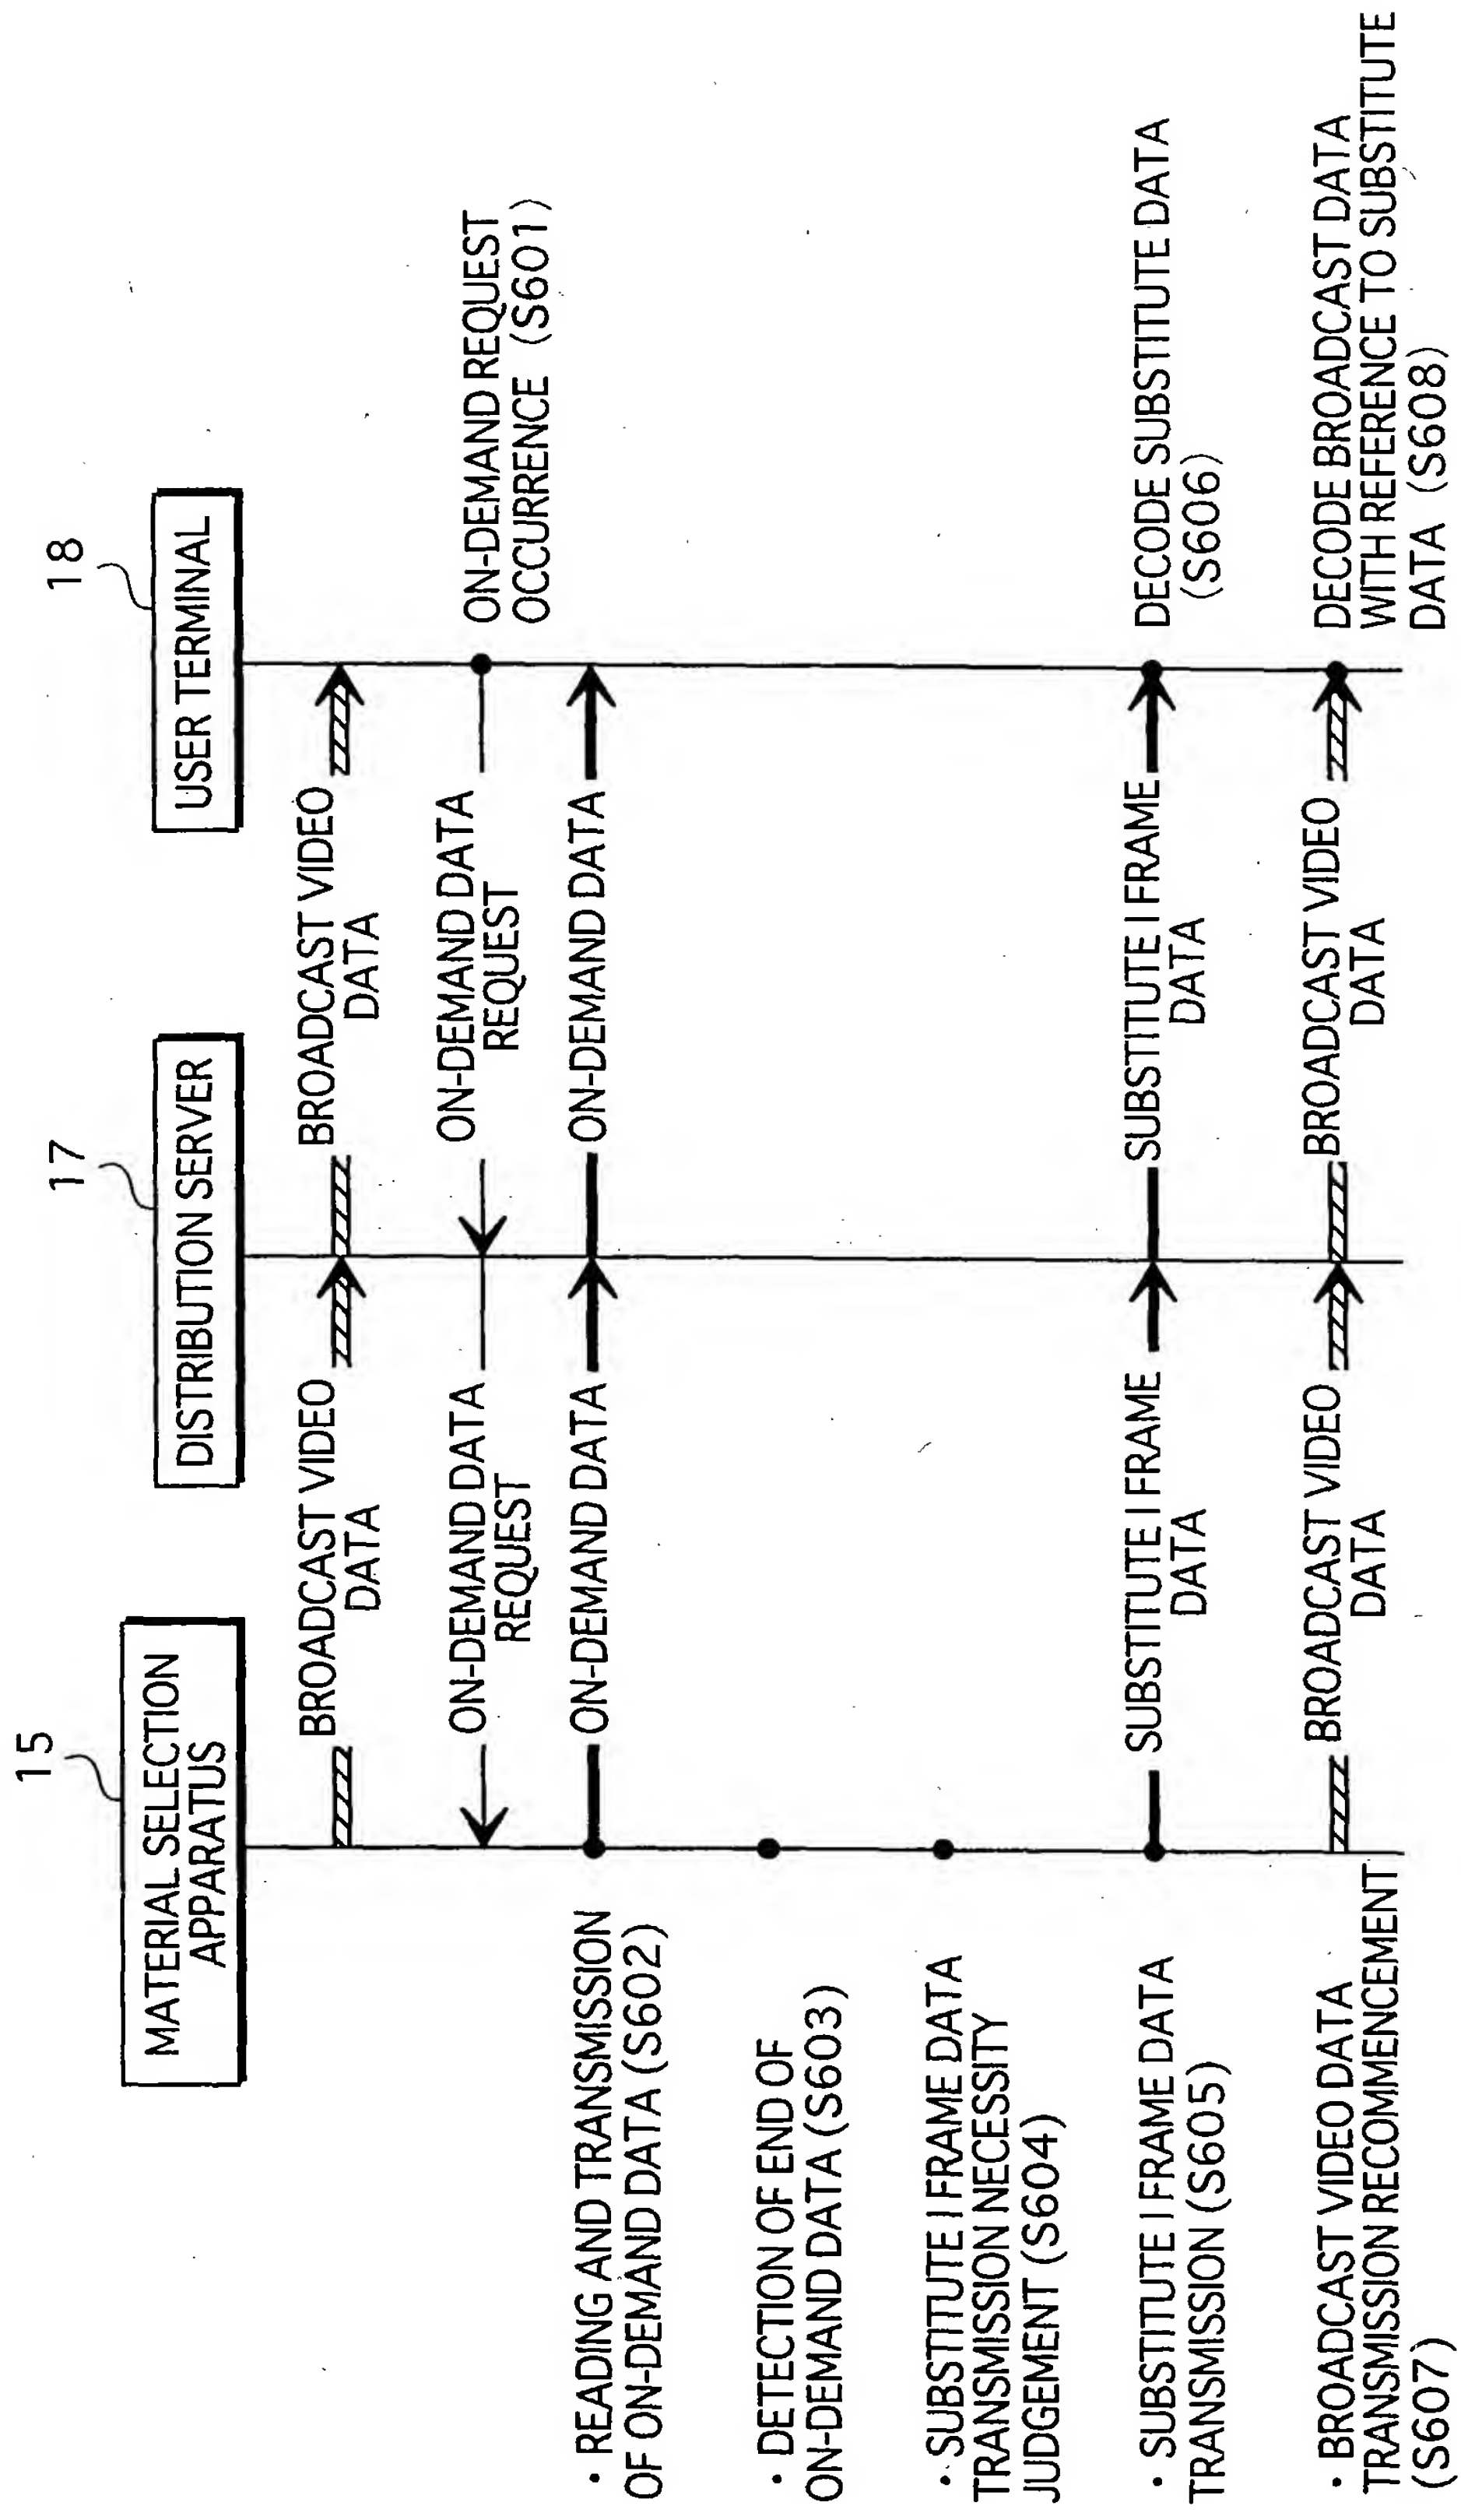 15
MATERIAL SELECTION
APPARATUS
17
DISTRIBUTION SERVER
18
USER TERMINAL
BROADCAST VIDEO
DATA
BROADCAST VIDEO
DATA
ON-DEMAND DATA
REQUEST
ON-DEMAND DATA
REQUEST
ON-DEMAND REQUEST
OCCURRENCE (S601)
• READING AND TRANSMISSION
OF ON-DEMAND DATA (S602)
ON-DEMAND DATA
ON-DEMAND DATA
• DETECTION OF END OF
ON-DEMAND DATA (S603)
• SUBSTITUTE I FRAME DATA
TRANSMISSION NECESSITY
JUDGEMENT (S604)
• SUBSTITUTE I FRAME DATA
TRANSMISSION (S605)
SUBSTITUTE I FRAME
DATA
SUBSTITUTE I FRAME
DATA
DECODE SUBSTITUTE DATA
(S606)
• BROADCAST VIDEO DATA
TRANSMISSION RECOMMENCEMENT
(S607)
BROADCAST VIDEO
DATA
BROADCAST VIDEO
DATA
DECODE BROADCAST DATA
WITH REFERENCE TO SUBSTITUTE
DATA (S608)